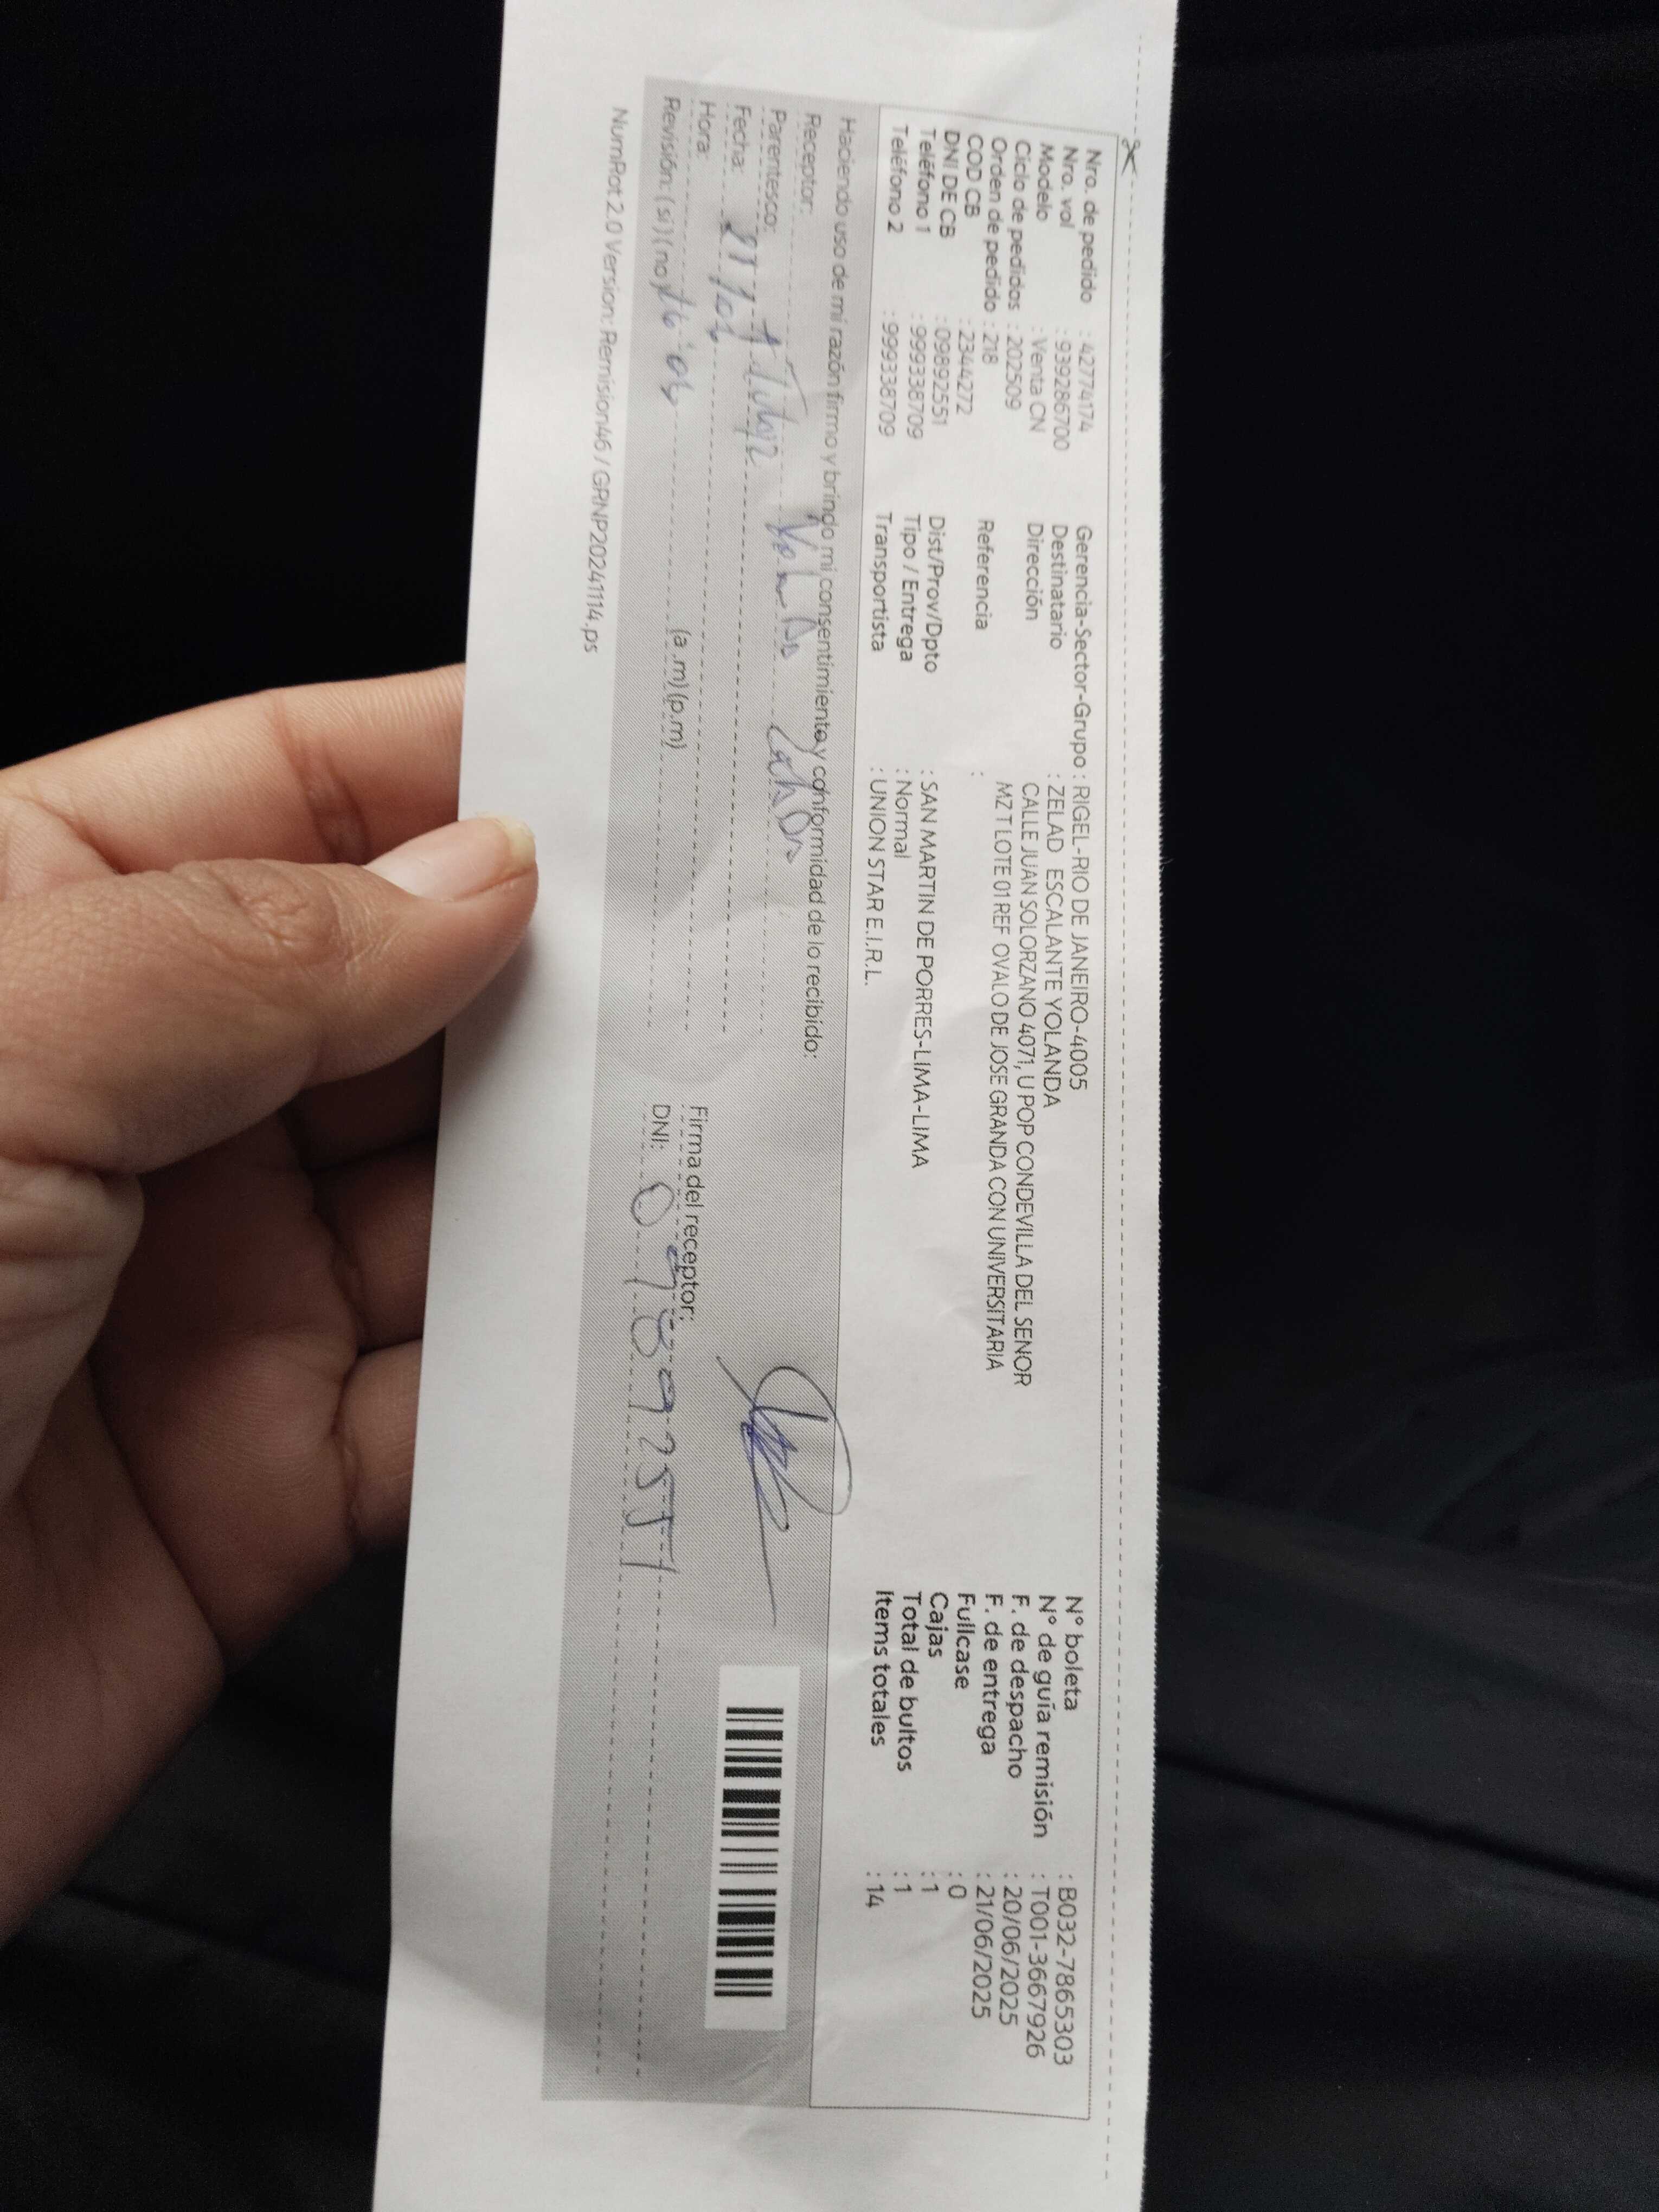 Nro. de pedido : 42774174
Nro. vol : 939286700
Modelo : Venta CN
Ciclo de pedidos : 202509
Orden de pedido : 218
COD CB : 2344272
DNI DE CB : 09892551
Teléfono 1 : 999338709
Teléfono 2 : 999338709
Gerencia-Sector-Grupo : RIGEL-RIO DE JANEIRO-4005
Destinatario : ZELAD ESCALANTE YOLANDA
Dirección CALLE JUAN SOLORZANO 4071, U POP CONDEVILLA DEL SENOR
MZ T LOTE 01 REF OVALO DE JOSE GRANDA CON UNIVERSITARIA
Referencia :
Dist/Prov/Dpto : SAN MARTIN DE PORRES-LIMA-LIMA
Tipo / Entrega : Normal
Transportista : UNION STAR E.I.R.L.
N° boleta : B032-7865303
N° de guía remisión : T001-3667926
F. de despacho : 20/06/2025
F. de entrega : 21/06/2025
Fullcase : 0
Cajas : 1
Total de bultos : 1
Items totales : 14
Haciendo uso de mi razón firmo y brindo mi consentimiento y conformidad de lo recibido:
Receptor:
Parentesco:
Fecha:
Hora:
Revisión: (si) (no) (a .m) (p.m)
Firma del receptor:
DNI: 09892551
NumRot 2.0 Version: Remision46 / GRNP20241114.ps